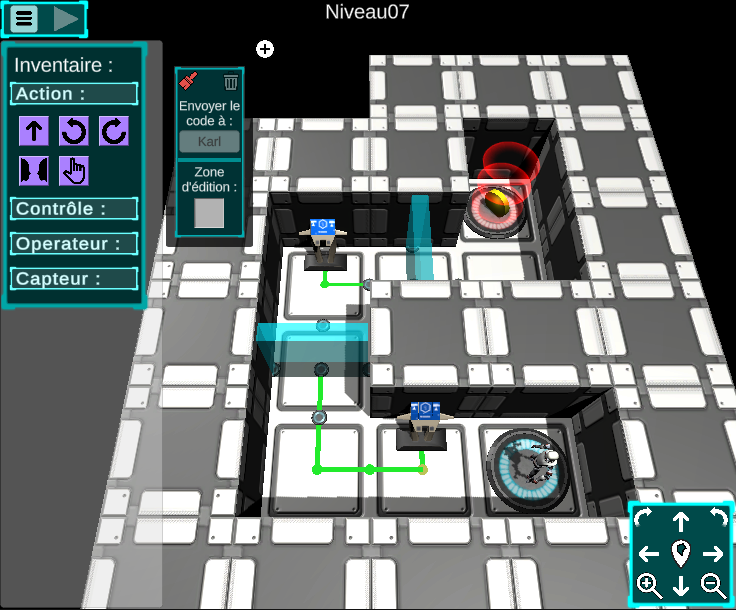 Niveau07
Inventaire :
Action :
Contrôle :
Operateur :
Capteur :
Envoyer le
code à :
Karl
Zone
d'édition :